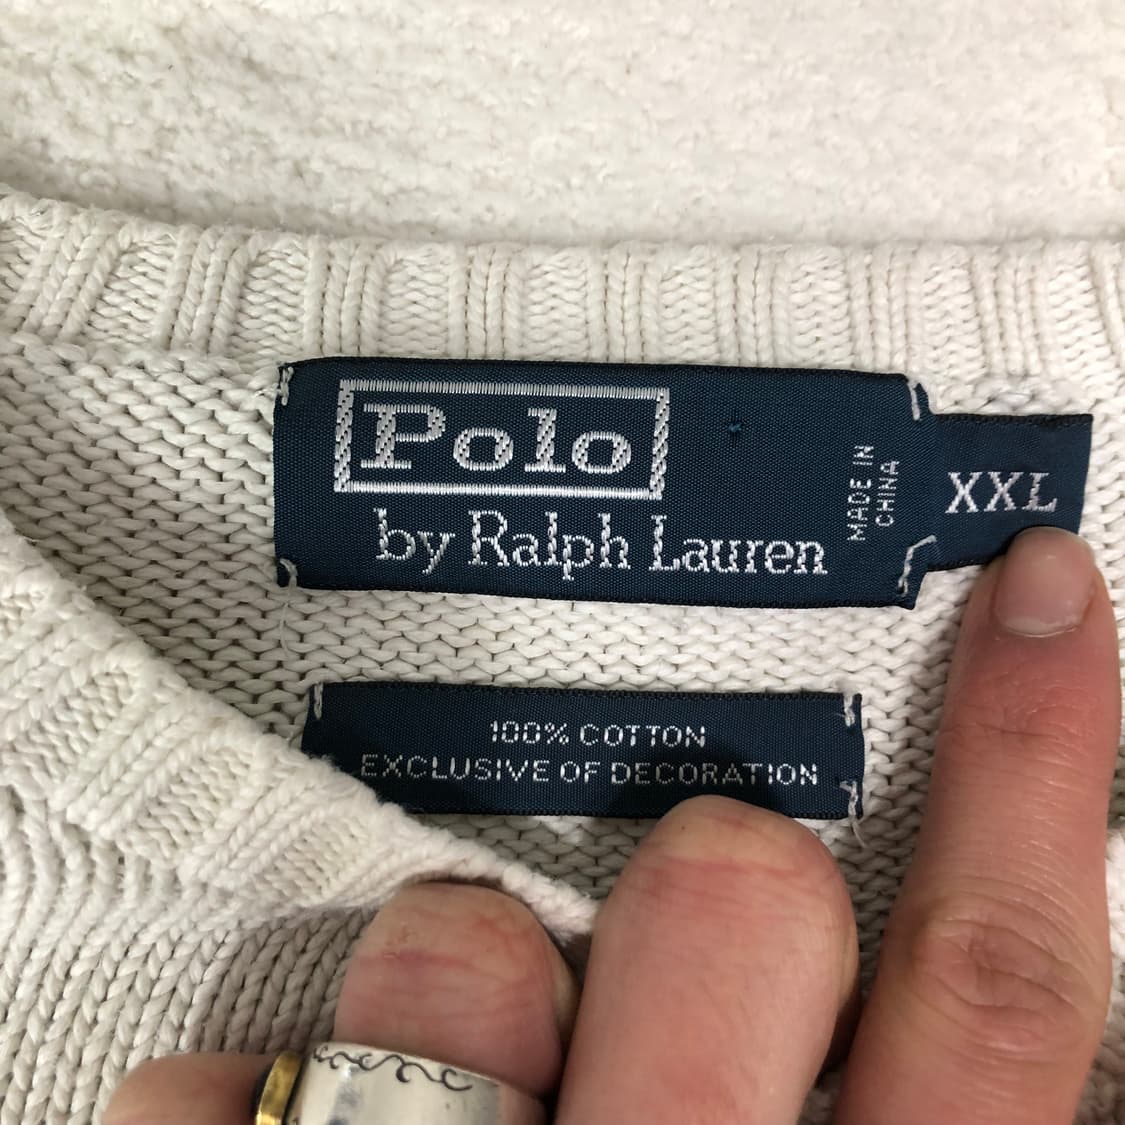 Polo
by Ralph Lauren
MADE IN
CHINA
XXL
100% COTTON
EXCLUSIVE OF DECORATION